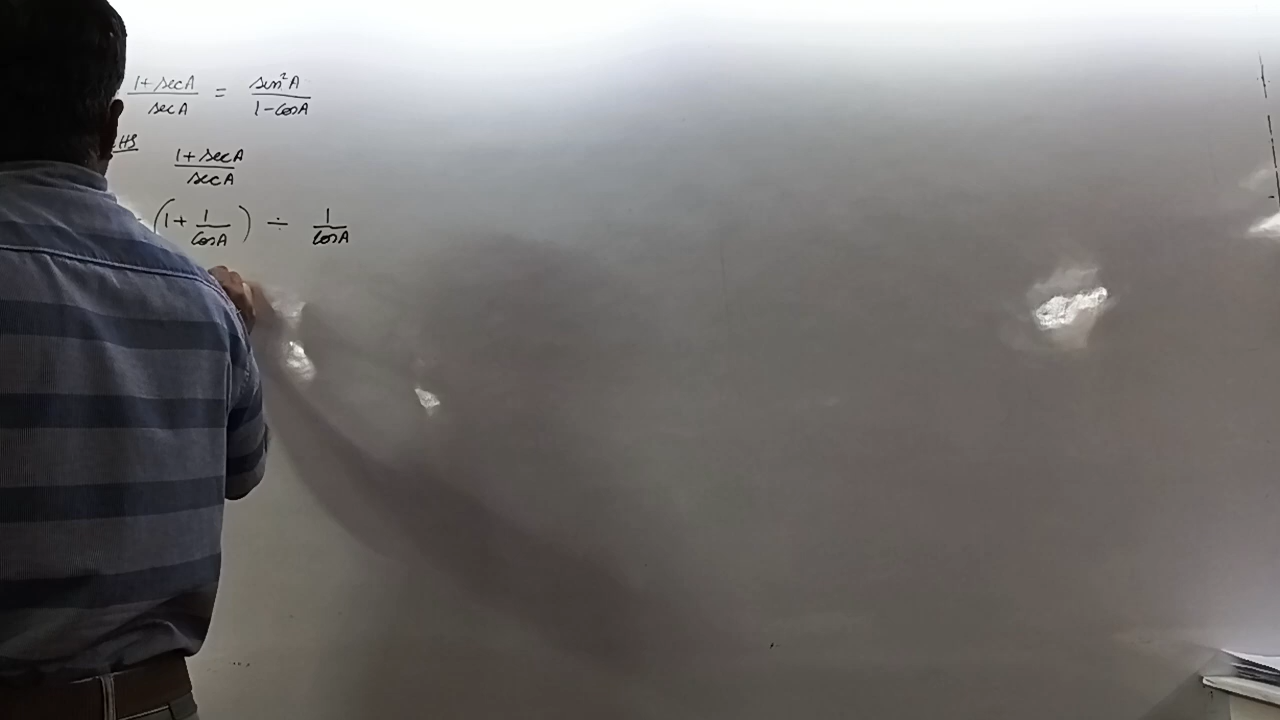 1+secA/secA = sin²A/1-cosA
1+secA/secA
(1+1/cosA) ÷ 1/cosA